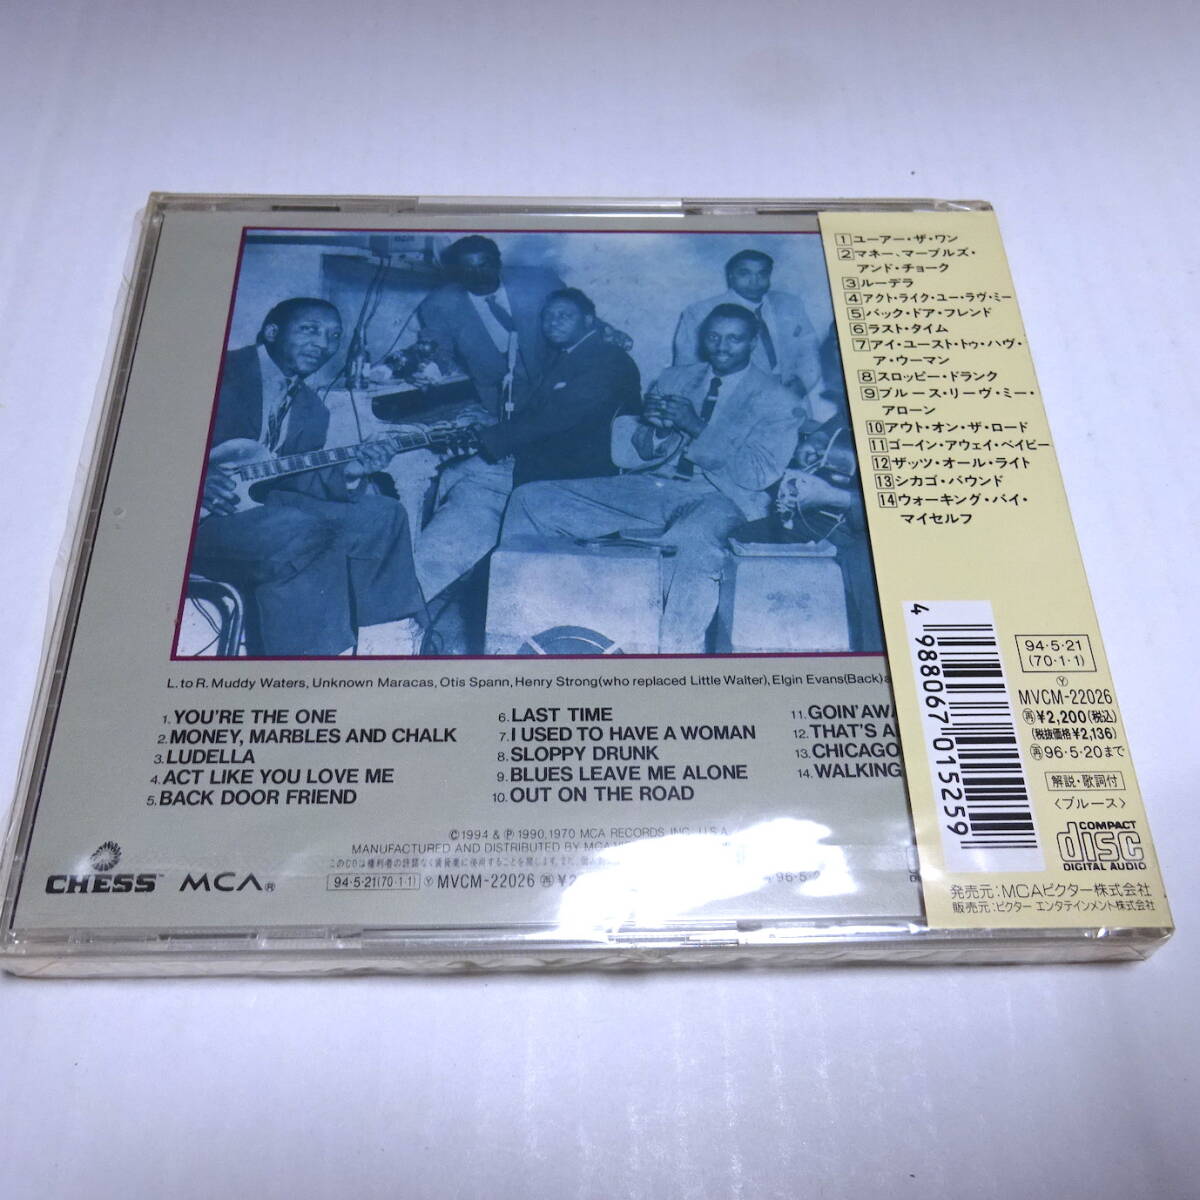 L. to R. Muddy Waters, Unknown Maracas, Otis Spann, Henry Strong(who replaced Little Walter), Elgin Evans(Back)
1. YOU'RE THE ONE
2. MONEY, MARBLES AND CHALK
3. LUDELLA
4. ACT LIKE YOU LOVE ME
5. BACK DOOR FRIEND
6. LAST TIME
7. I USED TO HAVE A WOMAN
8. SLOPPY DRUNK
9. BLUES LEAVE ME ALONE
10. OUT ON THE ROAD
11. GOIN' AWA
12. THAT'S A
13. CHICAGO
14. WALKING
©1994 & ℗ 1990, 1970 MCA RECORDS INC. U.S.A.
MANUFACTURED AND DISTRIBUTED BY MCA
CHESS™ MCA®
94·5·21(70·1·1) Ⓨ MVCM-22026 再
1 ユーアー・ザ・ワン
2 マネー、マーブルズ・
アンド・チョーク
3 ルーデラ
4 アクト・ライク・ユー・ラヴ・ミー
5 バック・ドア・フレンド
6 ラスト・タイム
7 アイ・ユースト・トゥ・ハヴ・
ア・ウーマン
8 スロッピー・ドランク
9 ブルース・リーヴ・ミー・
アローン
10 アウト・オン・ザ・ロード
11 ゴーイン・アウェイ・ベイビー
12 ザッツ・オール・ライト
13 シカゴ・バウンド
14 ウォーキング・バイ・
マイセルフ
4 988067 015259
94·5·21
(70·1·1)
Ⓨ
MVCM-22026
再¥2,200(税込)
(税抜価格¥2,136)
再96·5·20まで
解説・歌詞付
〈ブルース〉
COMPACT
disc
DIGITAL AUDIO
発売元：MCAビクター株式会社
販売元：ビクター エンタテインメント株式会社